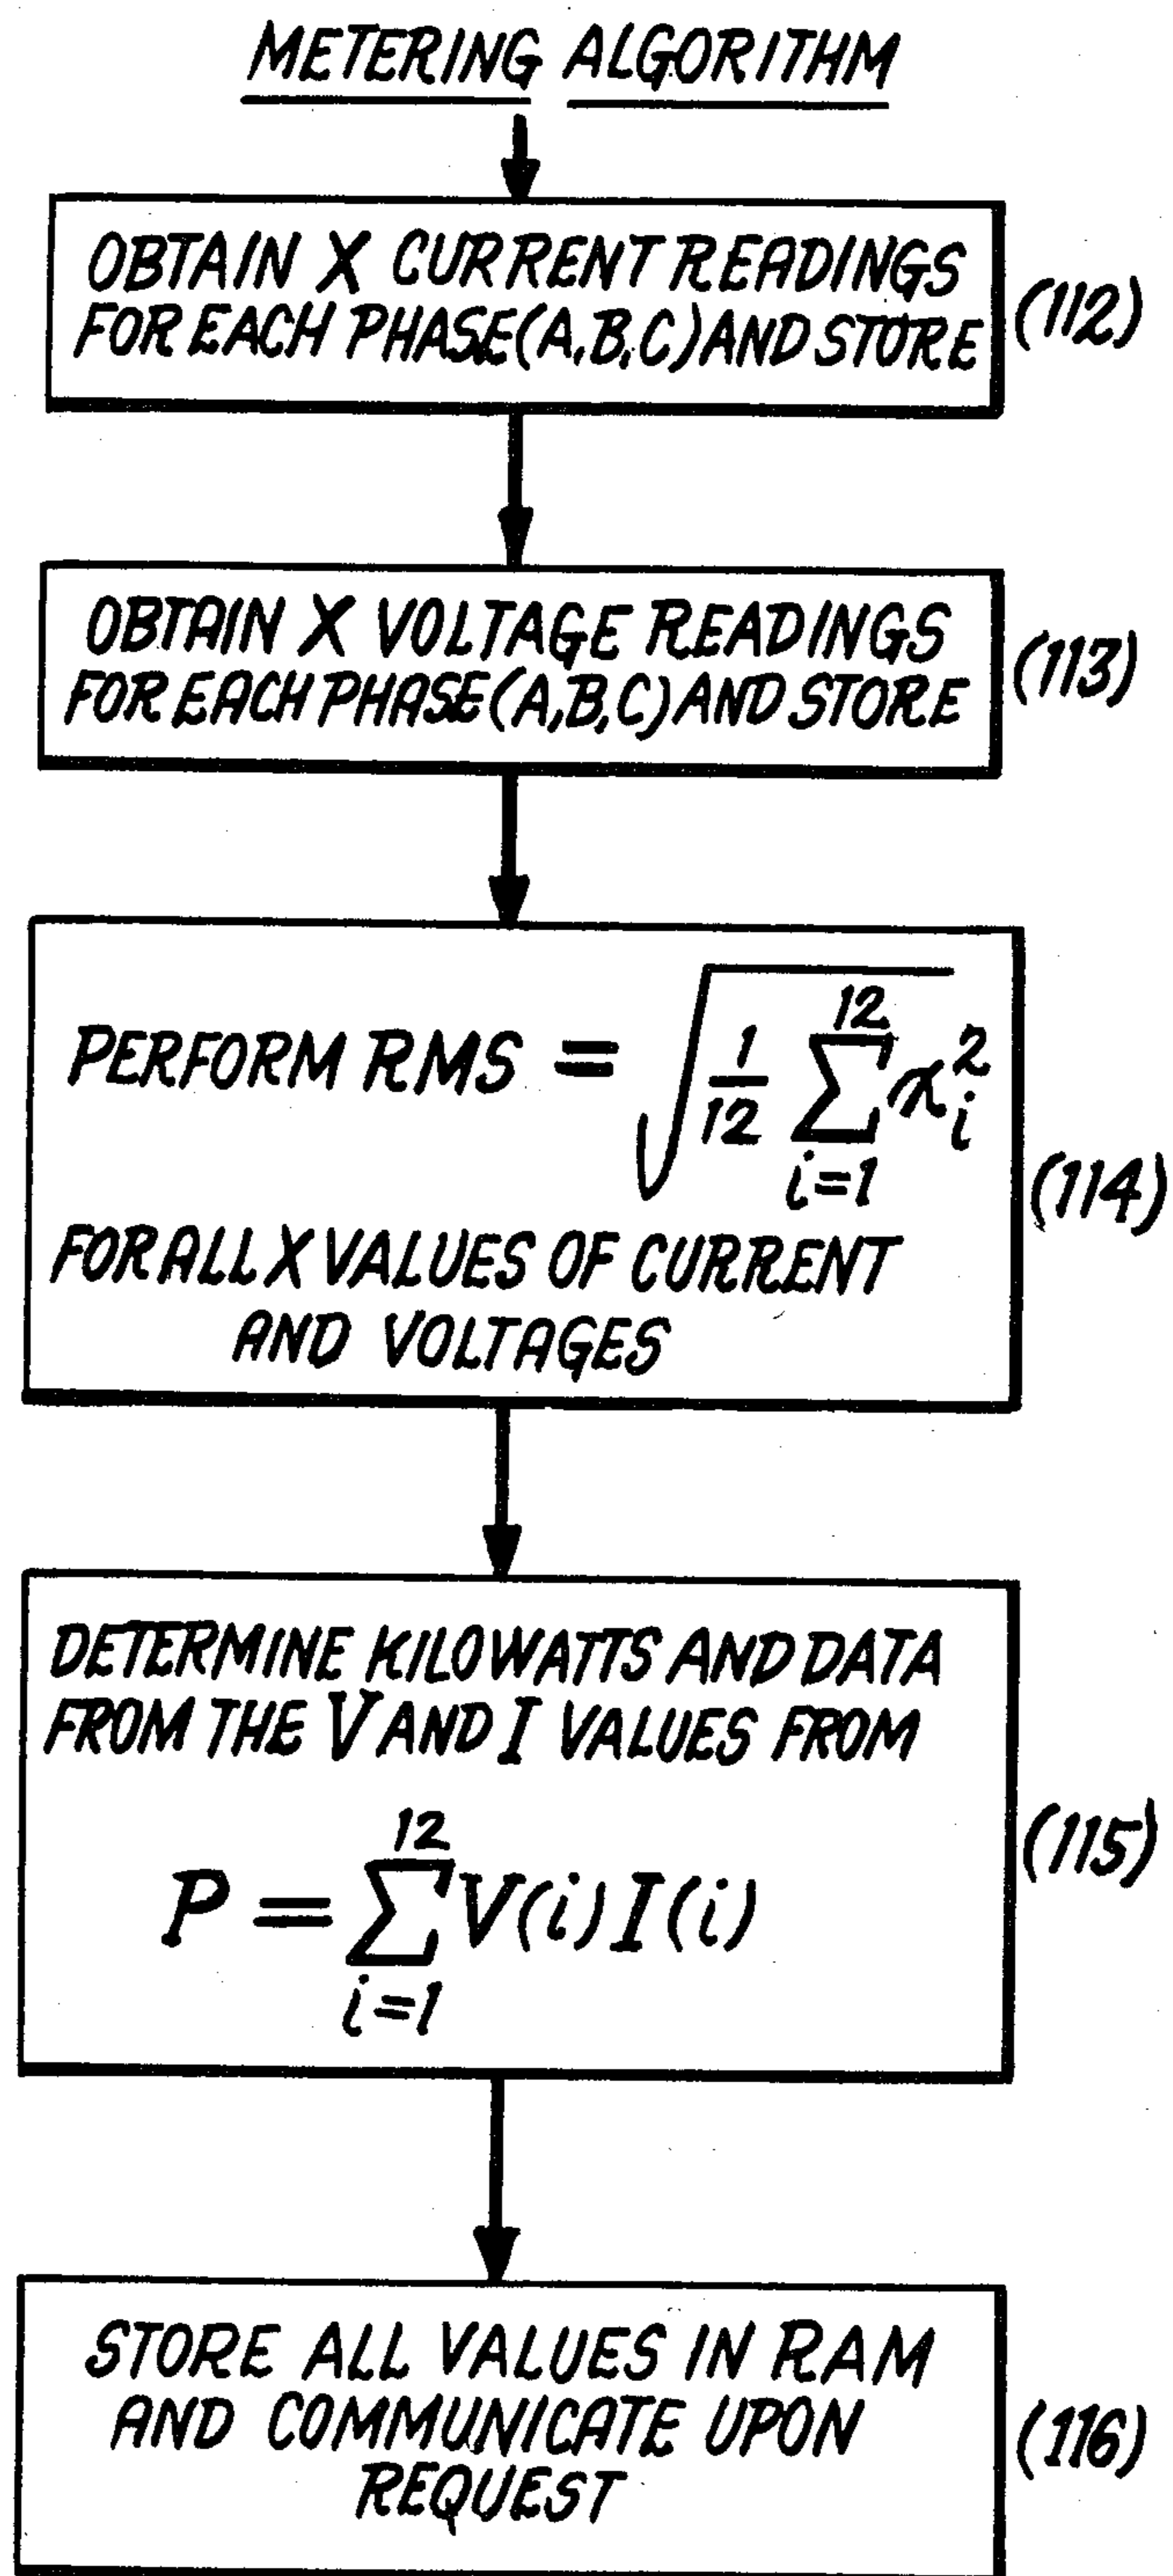 METERING ALGORITHM
OBTAIN X CURRENT READINGS
FOR EACH PHASE(A,B,C) AND STORE
(112)
OBTAIN X VOLTAGE READINGS
FOR EACH PHASE(A,B,C) AND STORE
(113)
PERFORM RMS = √ 1/12 12 Σ i=1 x_i^2
FOR ALL X VALUES OF CURRENT
AND VOLTAGES
(114)
DETERMINE KILOWATTS AND DATA
FROM THE V AND I VALUES FROM
P = 12 Σ i=1 V(i) I(i)
(115)
STORE ALL VALUES IN RAM
AND COMMUNICATE UPON
REQUEST
(116)